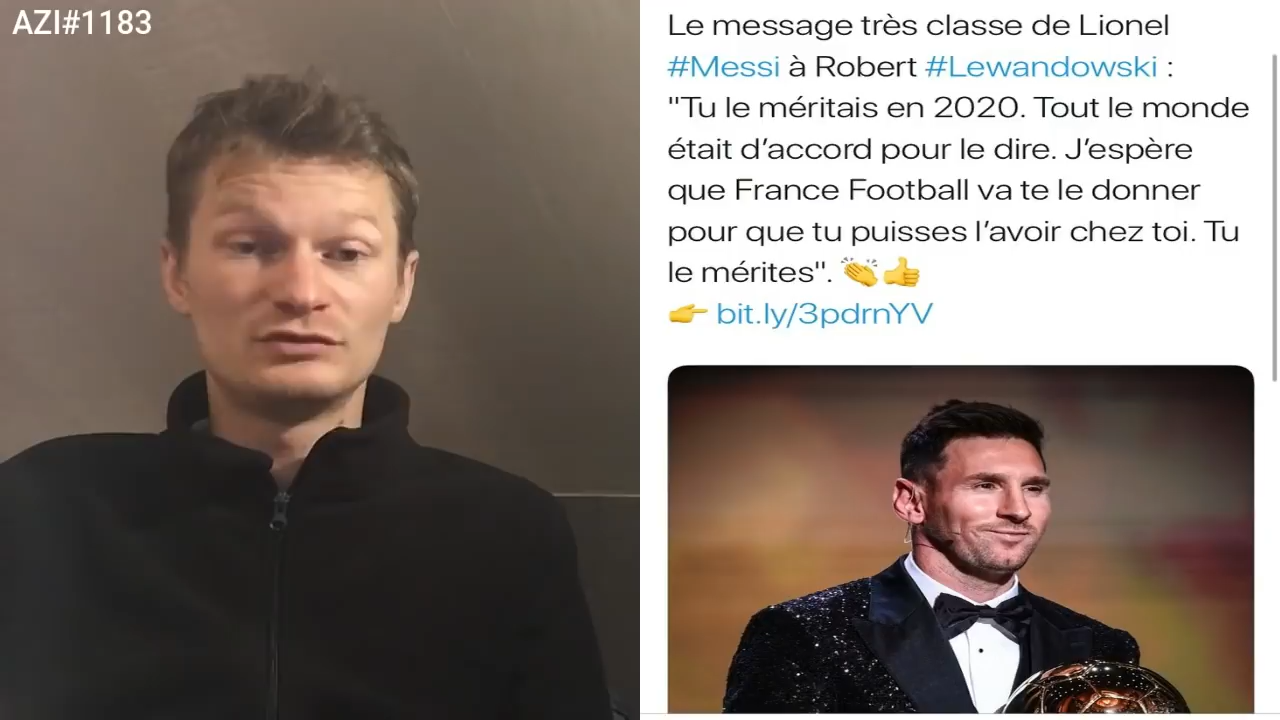 AZI#1183
Le message très classe de Lionel
#Messi à Robert #Lewandowski :
"Tu le méritais en 2020. Tout le monde
était d’accord pour le dire. J’espère
que France Football va te le donner
pour que tu puisses l’avoir chez toi. Tu
le mérites". 👏👍
👉 bit.ly/3pdrnYV